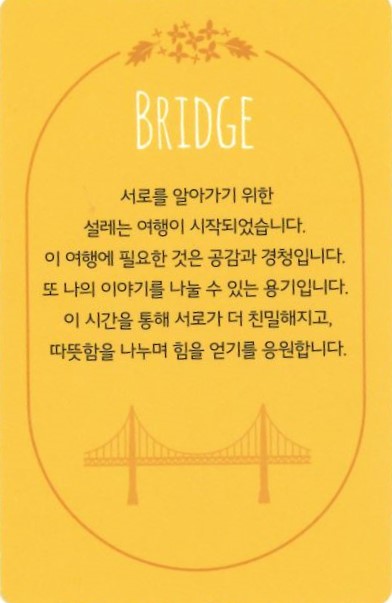 BRIDGE
서로를 알아가기 위한
설레는 여행이 시작되었습니다.
이 여행에 필요한 것은 공감과 경청입니다.
또 나의 이야기를 나눌 수 있는 용기입니다.
이 시간을 통해 서로가 더 친밀해지고,
따뜻함을 나누며 힘을 얻기를 응원합니다.